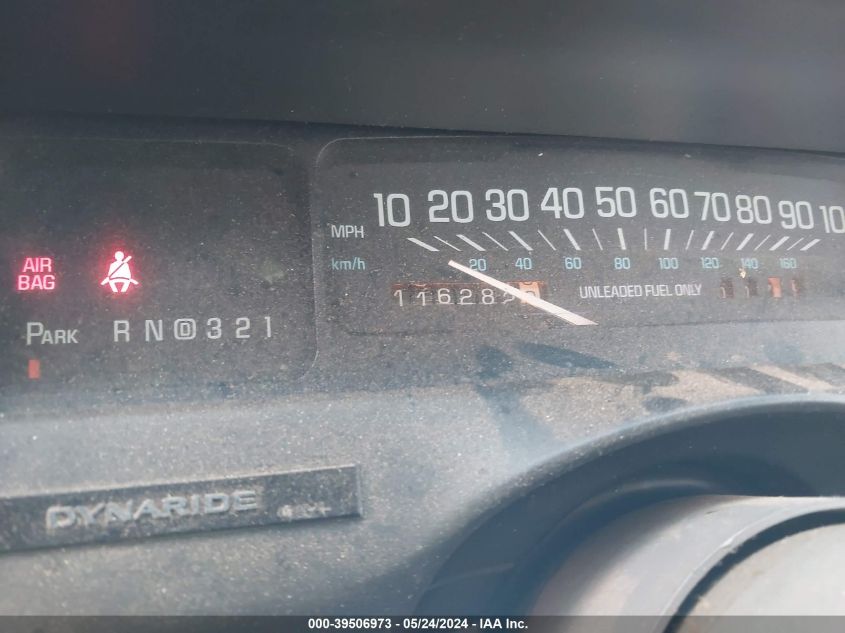 10 20 30 40 50 60 70 80 90 10
MPH
km/h 20 40 60 80 100 120 140 160
AIR
BAG
UNLEADED FUEL ONLY
PARK R N D 3 2 1
DYNARIDE
000-39506973 / 05/24/2024 / IAA Inc.